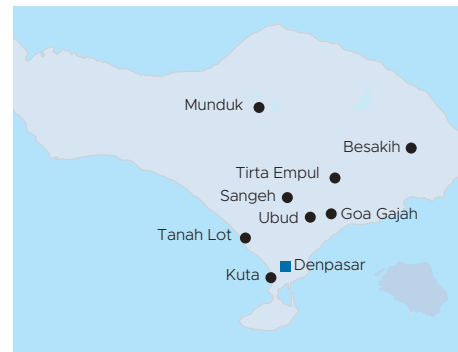 Munduk
Besakih
Tirta Empul
Sangeh
Ubud
Goa Gajah
Tanah Lot
Denpasar
Kuta